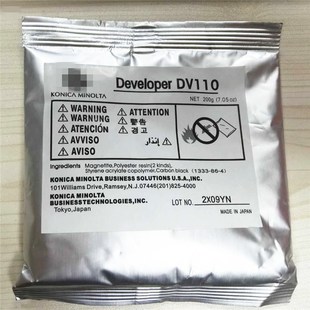 KONICA MINOLTA
Developer DV110
NET 200g (7.05 oz)
WARNING
WARNUNG
ATENCIÓN
AVVISO
AVISO
ATTENTION
警告
경고
إنذار
Ingredients: Magnetite,Polyester resin(2 kinds),
Styrene acrylate copolymer,Carbon black (1333-86-4)
KONICA MINOLTA BUSINESS SOLUTIONS U.S.A.,INC.
101Williams Drive,Ramsey,N.J.07446(201)825-4000
KONICA MINOLTA
BUSINESSTECHNOLOGIES,INC.
Tokyo,Japan
LOT NO. 2X09YN
MADE IN JAPAN